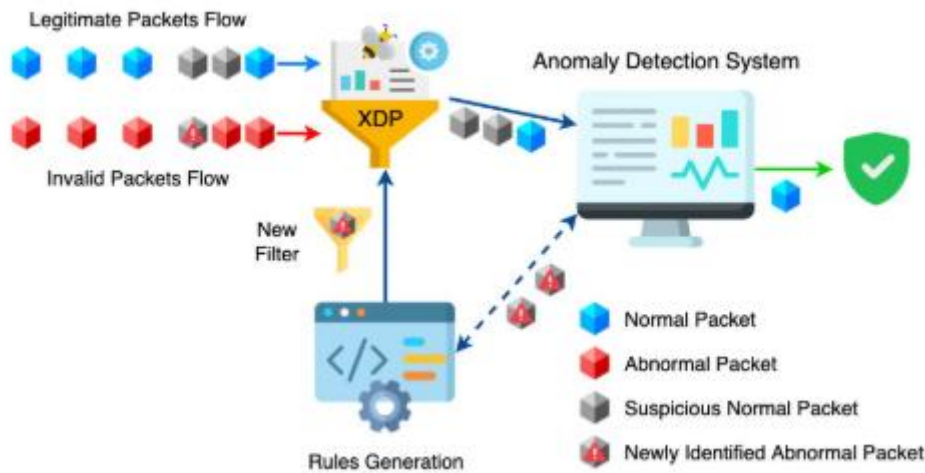 Legitimate Packets Flow
XDP
Anomaly Detection System
Invalid Packets Flow
New
Filter
</>
Rules Generation
Normal Packet
Abnormal Packet
Suspicious Normal Packet
Newly Identified Abnormal Packet